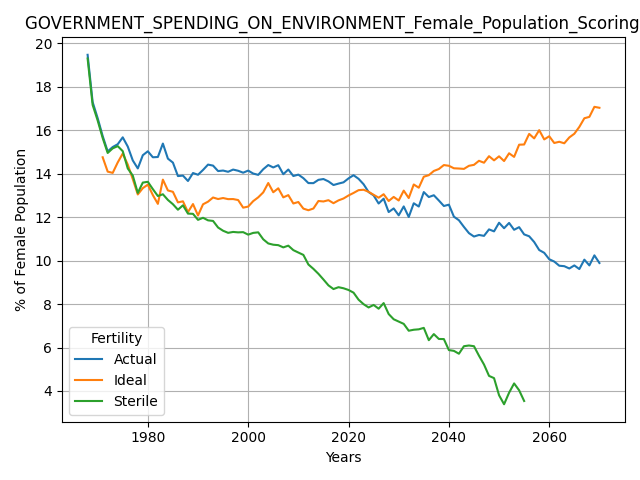 GOVERNMENT_SPENDING_ON_ENVIRONMENT_Female_Population_Scoring
20
18
16
14
12
10
8
6
4
% of Female Population
Fertility
Actual
Ideal
Sterile
1980
2000
2020
2040
2060
Years